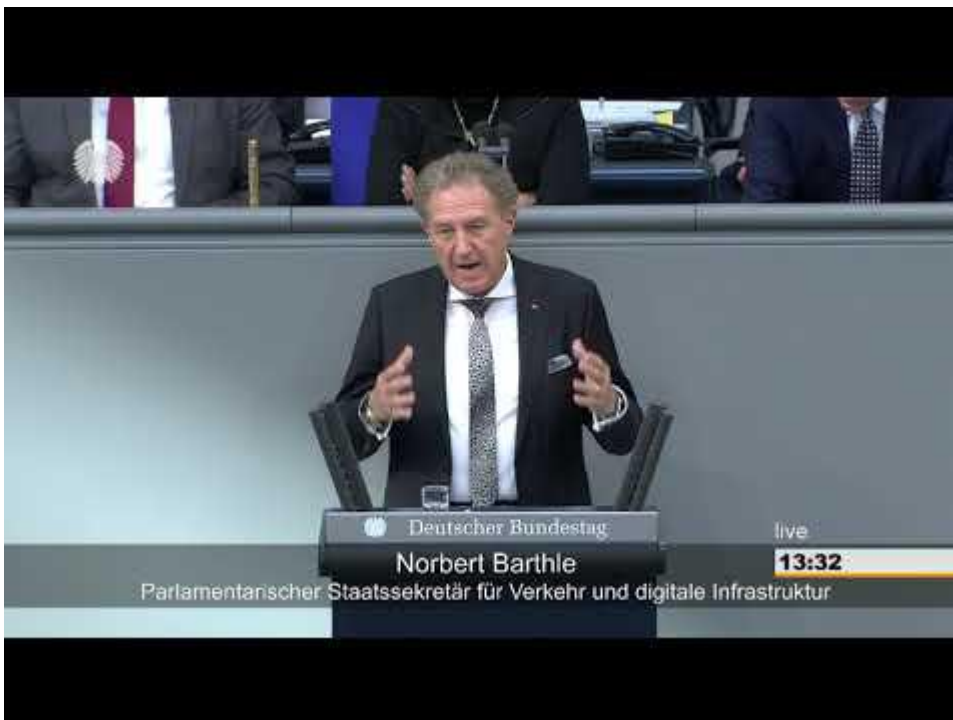 Deutscher Bundestag
live
Norbert Barthle
13:32
Parlamentarischer Staatssekretär für Verkehr und digitale Infrastruktur